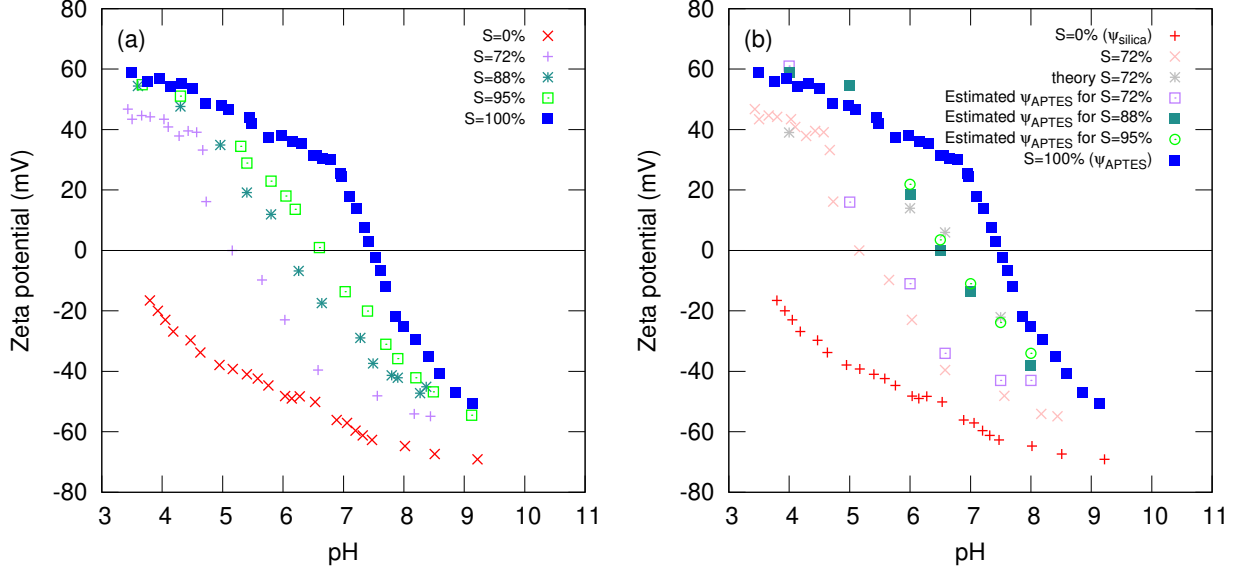 (a)
S=0%
S=72%
S=88%
S=95%
S=100%
80
60
40
20
0
-20
-40
-60
-80
3 4 5 6 7 8 9 10 11
Zeta potential (mV)
pH
(b)
S=0% (ψsilica)
S=72%
theory S=72%
Estimated ψAPTES for S=72%
Estimated ψAPTES for S=88%
Estimated ψAPTES for S=95%
S=100% (ψAPTES)
80
60
40
20
0
-20
-40
-60
-80
3 4 5 6 7 8 9 10 11
Zeta potential (mV)
pH